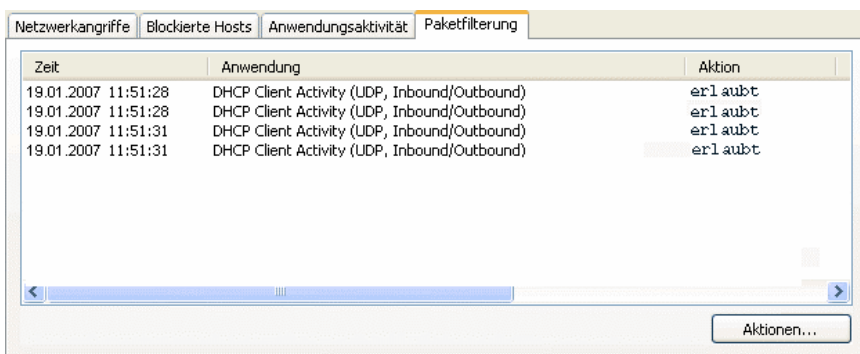 Netzwerkangriffe Blockierte Hosts Anwendungsaktivität Paketfilterung
Zeit Anwendung Aktion
19.01.2007 11:51:28 DHCP Client Activity (UDP, Inbound/Outbound) erlaubt
19.01.2007 11:51:28 DHCP Client Activity (UDP, Inbound/Outbound) erlaubt
19.01.2007 11:51:31 DHCP Client Activity (UDP, Inbound/Outbound) erlaubt
19.01.2007 11:51:31 DHCP Client Activity (UDP, Inbound/Outbound) erlaubt
Aktionen...